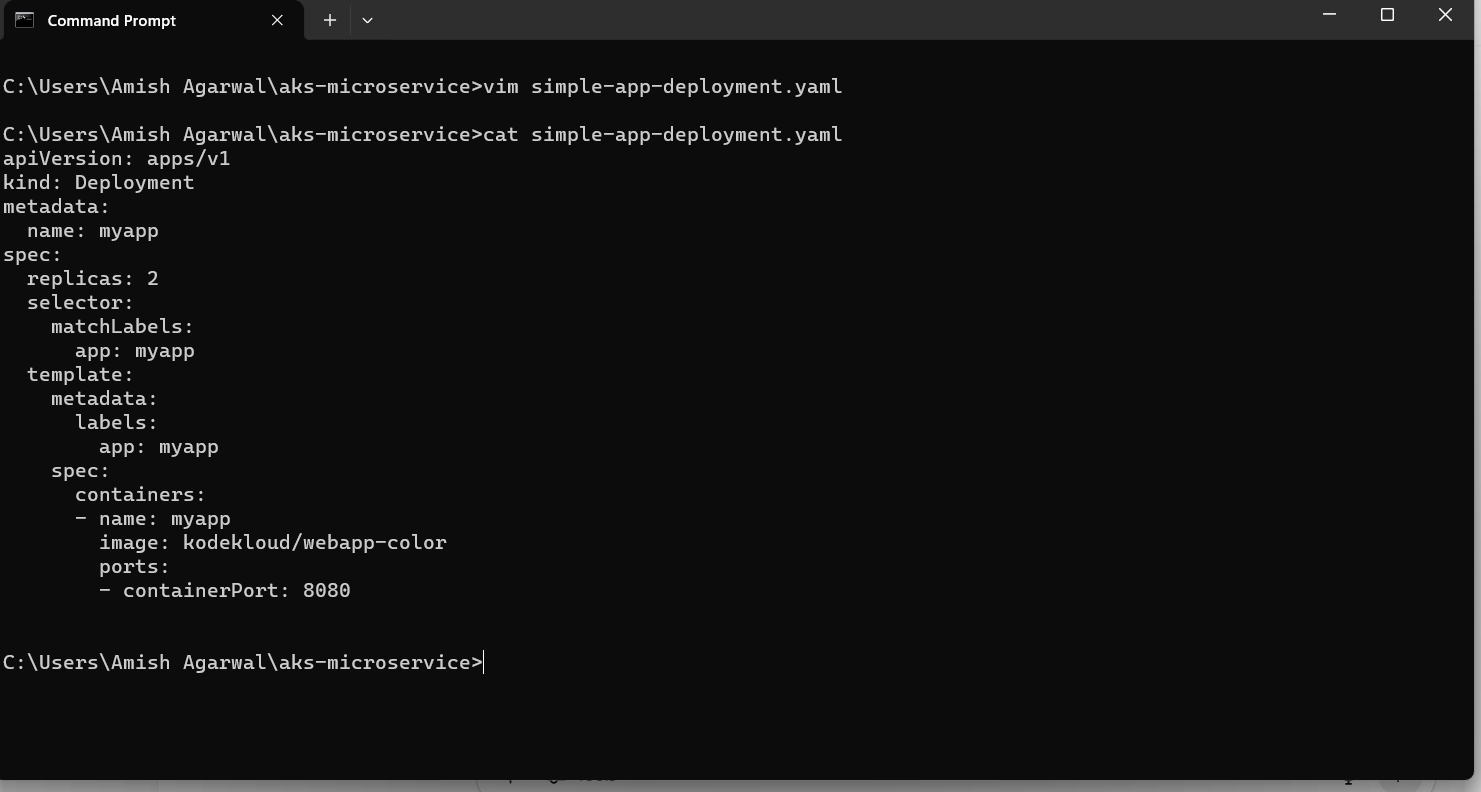 Command Prompt
C:\Users\Amish Agarwal\aks-microservice>vim simple-app-deployment.yaml
C:\Users\Amish Agarwal\aks-microservice>cat simple-app-deployment.yaml
apiVersion: apps/v1
kind: Deployment
metadata:
  name: myapp
spec:
  replicas: 2
  selector:
    matchLabels:
      app: myapp
  template:
    metadata:
      labels:
        app: myapp
    spec:
      containers:
      - name: myapp
        image: kodekloud/webapp-color
        ports:
        - containerPort: 8080
C:\Users\Amish Agarwal\aks-microservice>